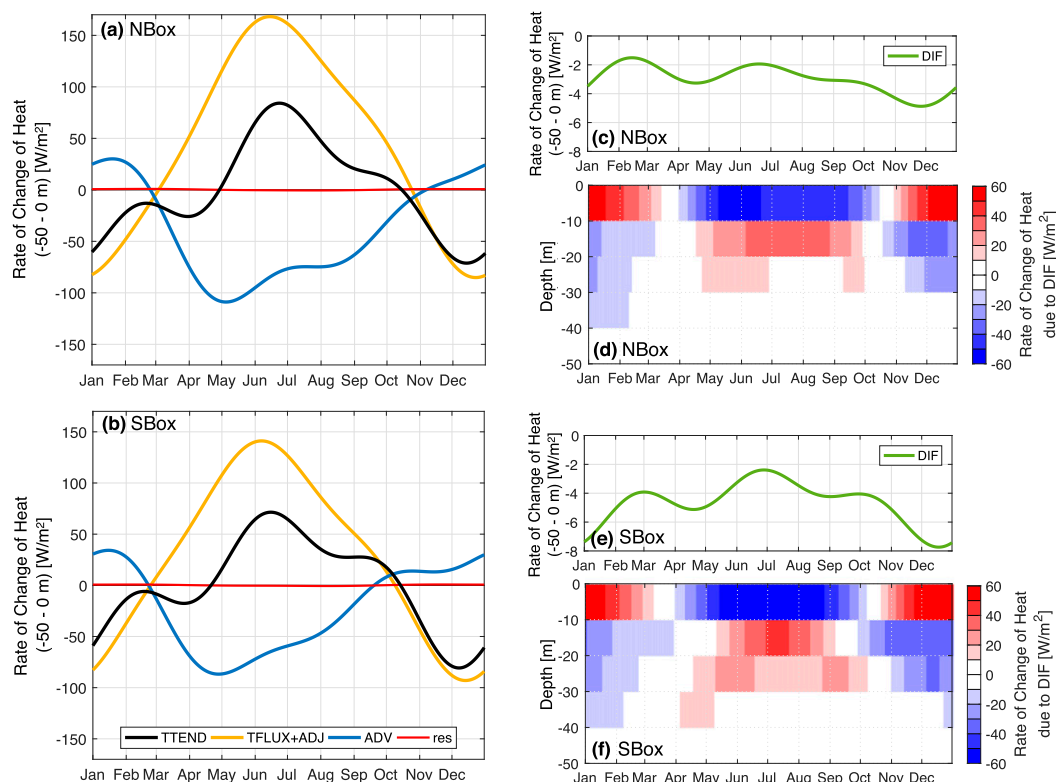 (a) NBox
Rate of Change of Heat
(-50 - 0 m) [W/m²]
150
100
50
0
-50
-100
-150
Jan Feb Mar Apr May Jun Jul Aug Sep Oct Nov Dec
(b) SBox
Rate of Change of Heat
(-50 - 0 m) [W/m²]
150
100
50
0
-50
-100
-150
TTEND TFLUX+ADJ ADV res
Jan Feb Mar Apr May Jun Jul Aug Sep Oct Nov Dec
Rate of Change of Heat
(-50 - 0 m) [W/m²]
0
-2
-4
-6
-8
DIF
(c) NBox
Jan Feb Mar Apr May Jun Jul Aug Sep Oct Nov Dec
Depth [m]
0
-10
-20
-30
-40
-50
(d) NBox
Jan Feb Mar Apr May Jun Jul Aug Sep Oct Nov Dec
60
40
20
0
-20
-40
-60
Rate of Change of Heat
due to DIF [W/m²]
Rate of Change of Heat
(-50 - 0 m) [W/m²]
0
-2
-4
-6
-8
DIF
(e) SBox
Jan Feb Mar Apr May Jun Jul Aug Sep Oct Nov Dec
Depth [m]
0
-10
-20
-30
-40
-50
(f) SBox
Jan Feb Mar Apr May Jun Jul Aug Sep Oct Nov Dec
60
40
20
0
-20
-40
-60
Rate of Change of Heat
due to DIF [W/m²]